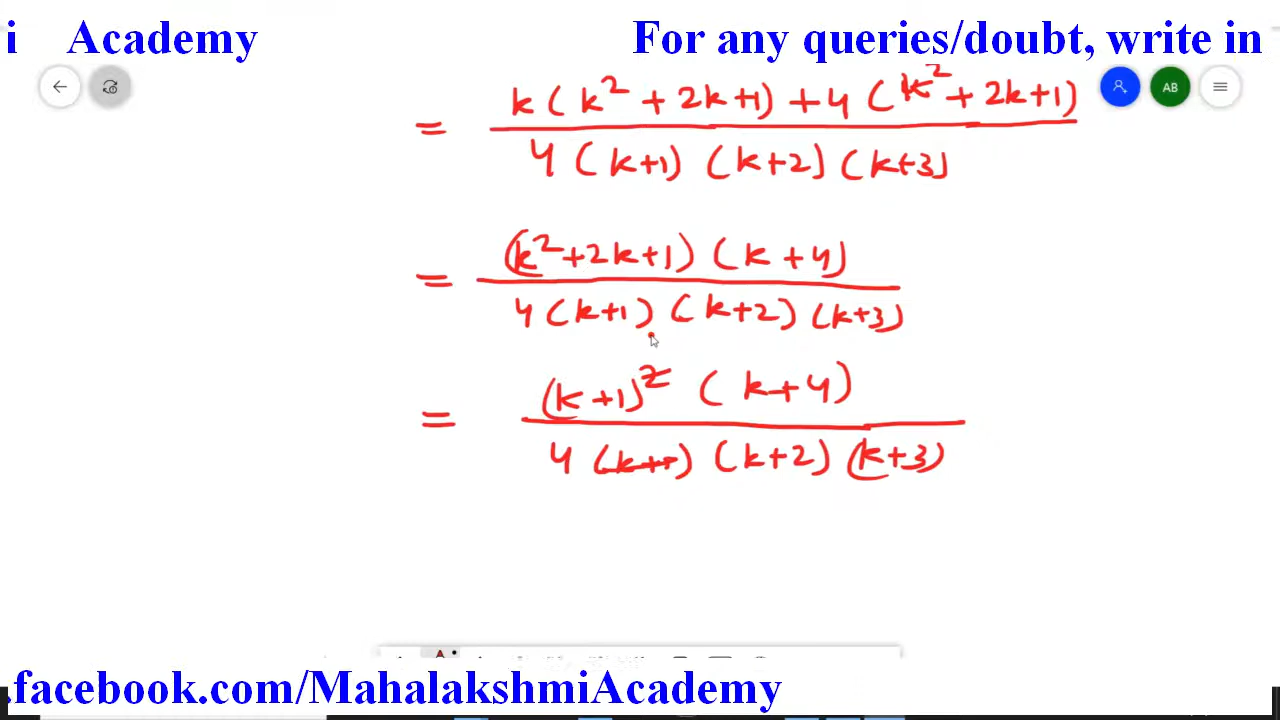 i Academy For any queries/doubt, write in
AB
= k(k² + 2k+1) + 4(k² + 2k+1) / 4(k+1)(k+2)(k+3)
= (k²+2k+1)(k+4) / 4(k+1)(k+2)(k+3)
= (k+1)²(k+4) / 4(k+1)(k+2)(k+3)
.facebook.com/MahalakshmiAcademy